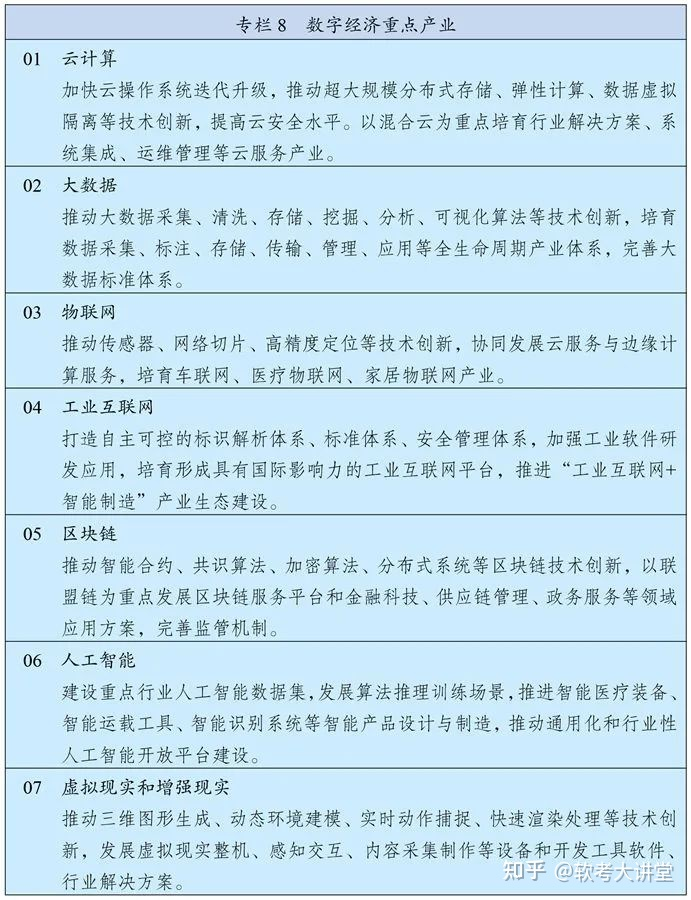 专栏 8 数字经济重点产业
01 云计算
加快云操作系统迭代升级，推动超大规模分布式存储、弹性计算、数据虚拟
隔离等技术创新，提高云安全水平。以混合云为重点培育行业解决方案、系
统集成、运维管理等云服务产业。
02 大数据
推动大数据采集、清洗、存储、挖掘、分析、可视化算法等技术创新，培育
数据采集、标注、存储、传输、管理、应用等全生命周期产业体系，完善大
数据标准体系。
03 物联网
推动传感器、网络切片、高精度定位等技术创新，协同发展云服务与边缘计
算服务，培育车联网、医疗物联网、家居物联网产业。
04 工业互联网
打造自主可控的标识解析体系、标准体系、安全管理体系，加强工业软件研
发应用，培育形成具有国际影响力的工业互联网平台，推进“工业互联网+
智能制造”产业生态建设。
05 区块链
推动智能合约、共识算法、加密算法、分布式系统等区块链技术创新，以联
盟链为重点发展区块链服务平台和金融科技、供应链管理、政务服务等领域
应用方案，完善监管机制。
06 人工智能
建设重点行业人工智能数据集，发展算法推理训练场景，推进智能医疗装备、
智能运载工具、智能识别系统等智能产品设计与制造，推动通用化和行业性
人工智能开放平台建设。
07 虚拟现实和增强现实
推动三维图形生成、动态环境建模、实时动作捕捉、快速渲染处理等技术创
新，发展虚拟现实整机、感知交互、内容采集制作等设备和开发工具软件、
行业解决方案。
知乎 @软考大讲堂